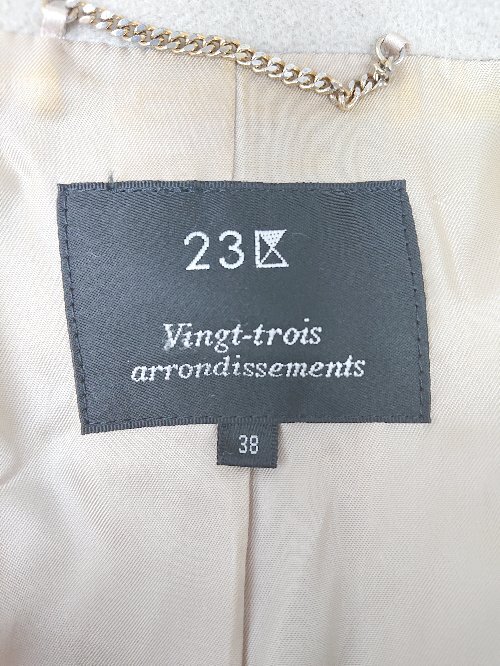 23区
Vingt-trois
arrondissements
38